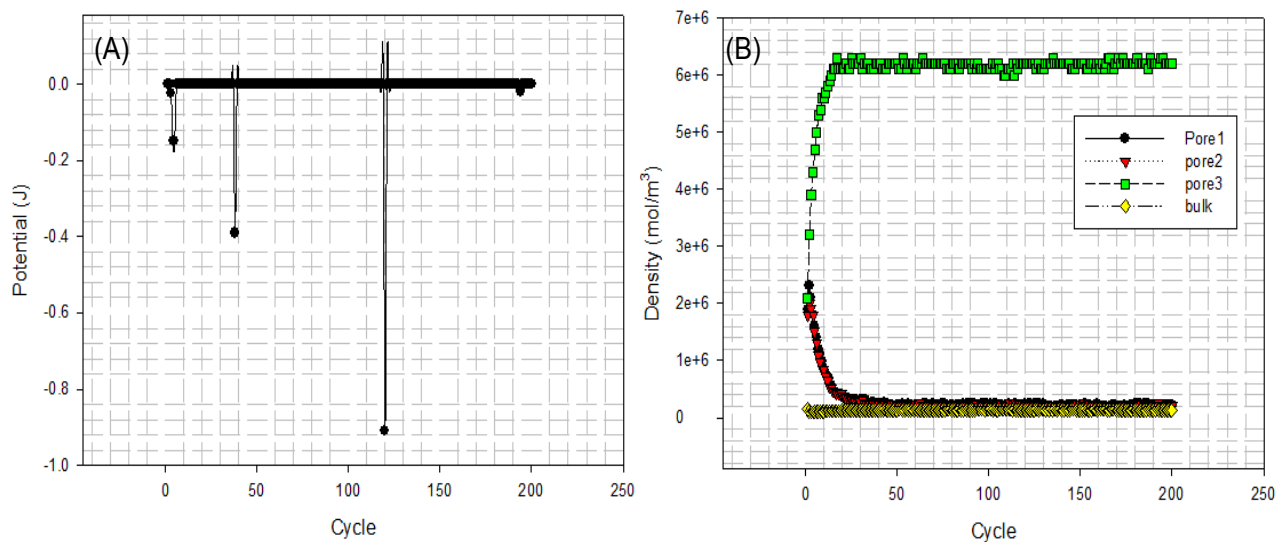 (A)
Potential (J)
0.0
-0.2
-0.4
-0.6
-0.8
-1.0
0 50 100 150 200 250
Cycle
(B)
Density (mol/m³)
7e+6
6e+6
5e+6
4e+6
3e+6
2e+6
1e+6
0
Pore1
pore2
pore3
bulk
0 50 100 150 200 250
Cycle